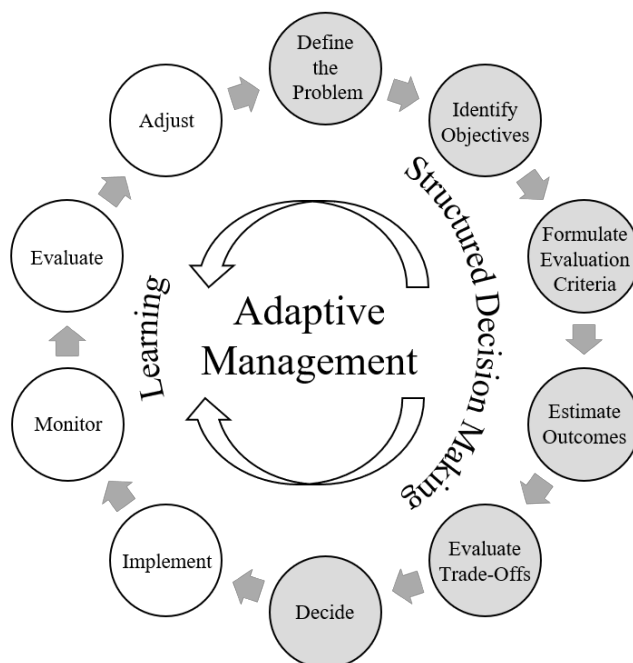 Define
the
Problem
Identify
Objectives
Formulate
Evaluation
Criteria
Estimate
Outcomes
Evaluate
Trade-Offs
Decide
Implement
Monitor
Evaluate
Adjust
Structured Decision Making
Learning
Adaptive
Management